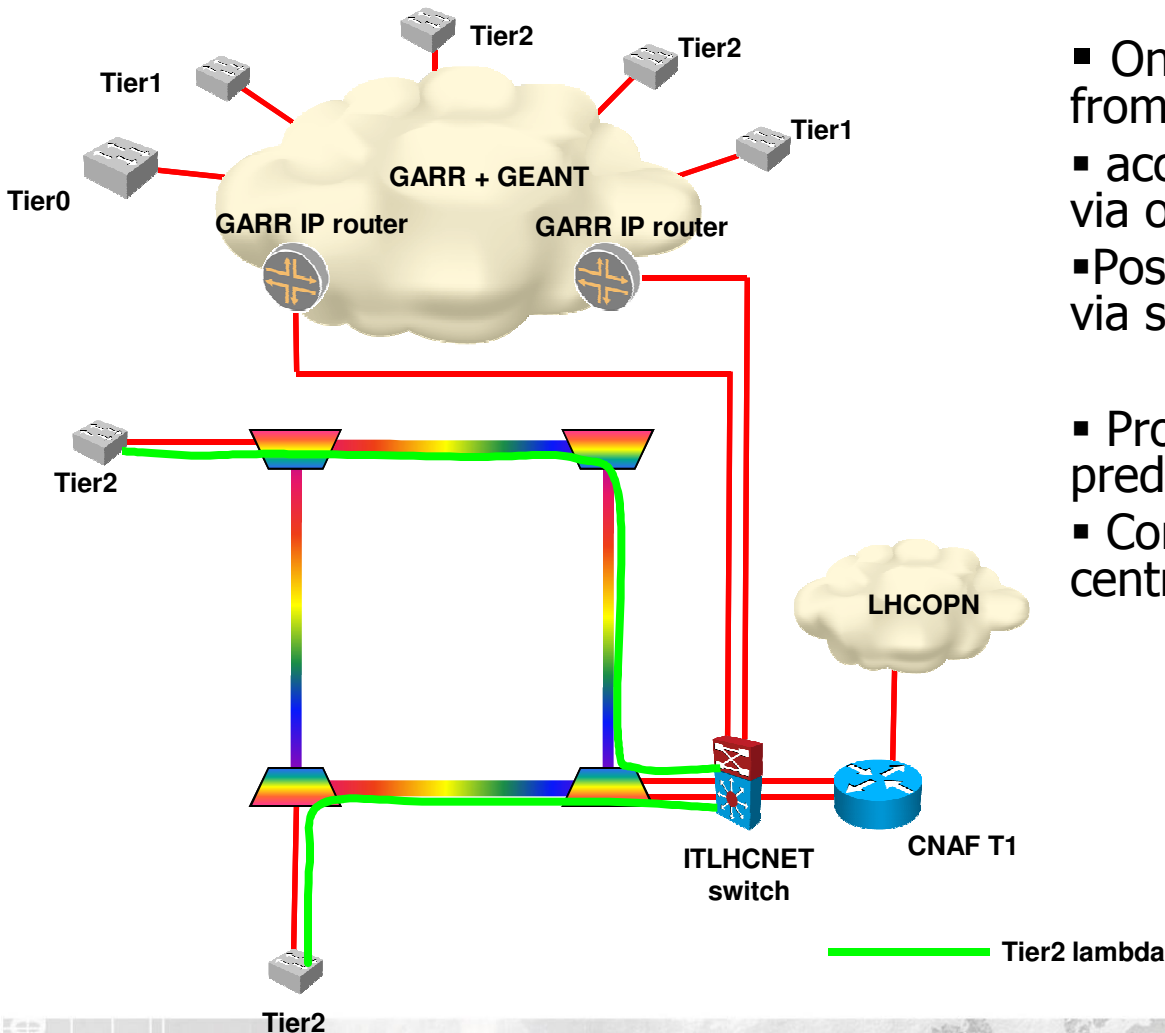 Tier2
Tier2
Tier1
Tier1
Tier0
GARR + GEANT
GARR IP router
GARR IP router
Tier2
LHCOPN
CNAF T1
ITLHCNET
switch
Tier2 lambda
Tier2
▪ On
from
▪ acc
via o
▪Pos
via s
▪ Pro
pred
▪ Con
centr